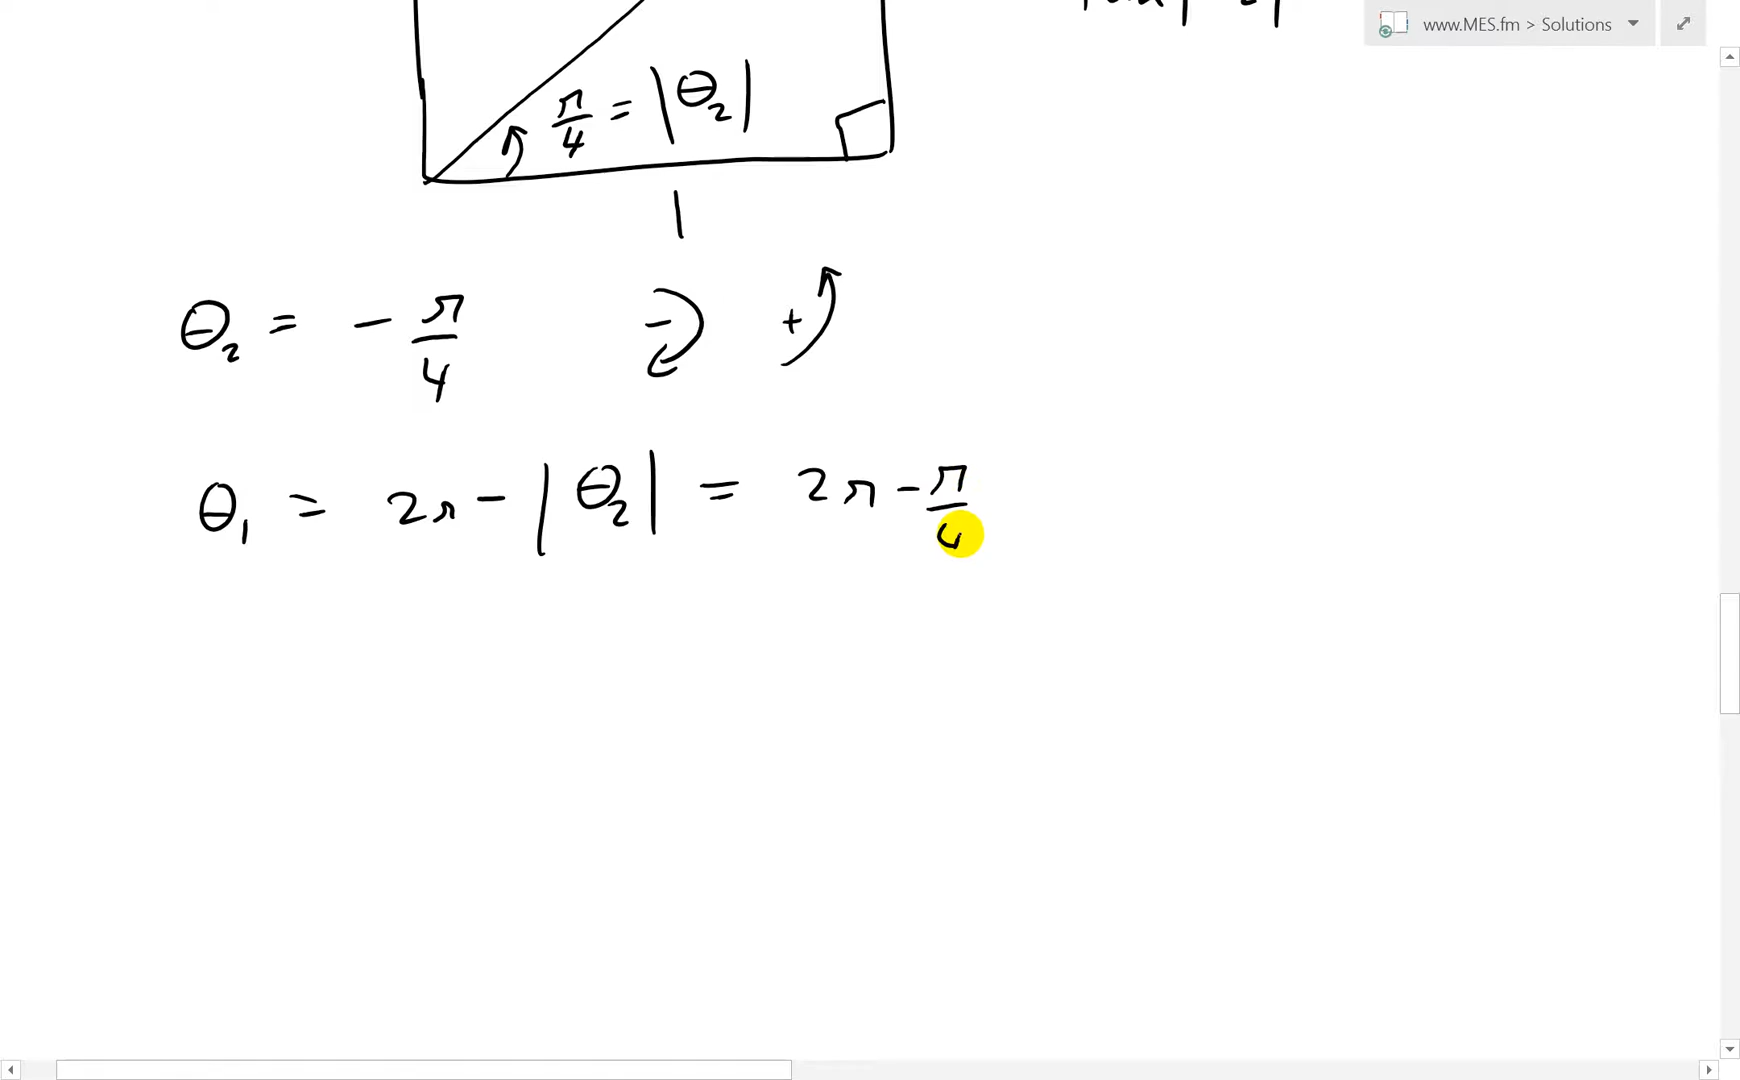 www.MES.fm > Solutions
π/4 = |θ₂|
1
θ₂ = - π/4 - +
θ₁ = 2π - |θ₂| = 2π - π/4